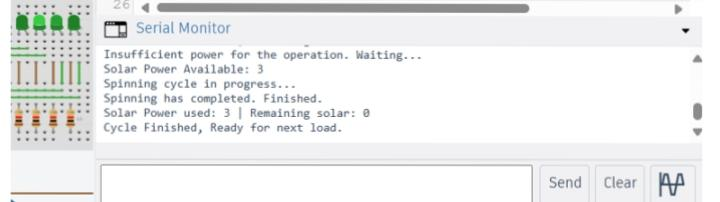 26
Serial Monitor
Insufficient power for the operation. Waiting...
Solar Power Available: 3
Spinning cycle in progress...
Spinning has completed. Finished.
Solar Power used: 3 | Remaining solar: 0
Cycle Finished, Ready for next load.
Send
Clear